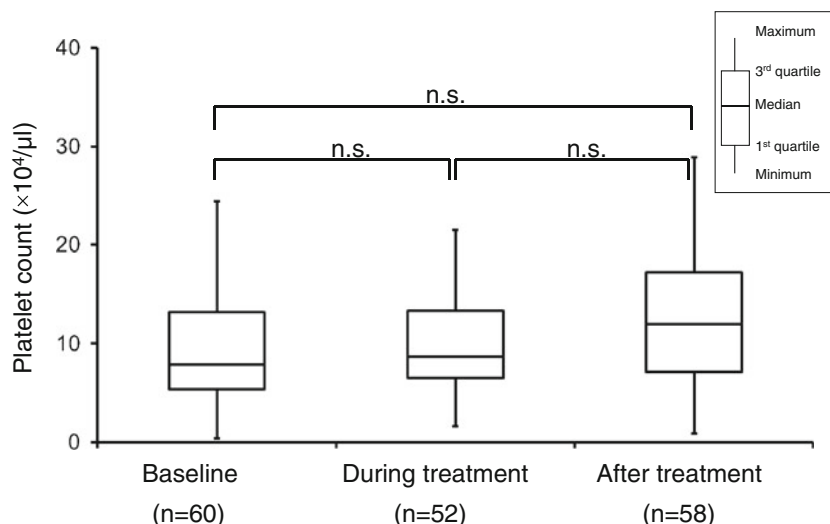 Maximum
3rd quartile
Median
1st quartile
Minimum
40
30
20
10
0
Platelet count (×10⁴/µl)
n.s.
n.s.
n.s.
Baseline
During treatment
After treatment
(n=60)
(n=52)
(n=58)